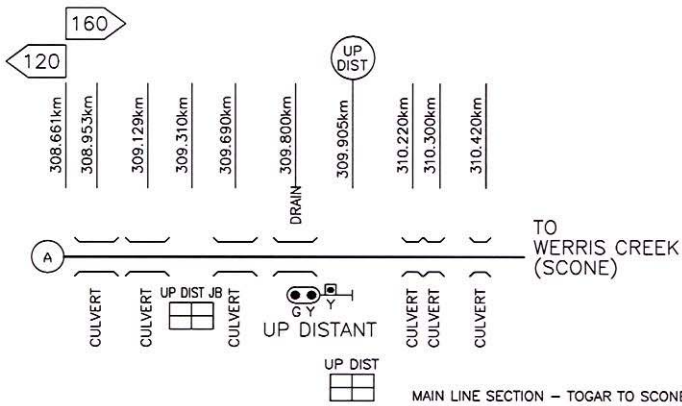 160
120
UP
DIST
308.661km
308.953km
309.129km
309.310km
309.690km
309.800km
309.905km
310.220km
310.300km
310.420km
DRAIN
A
TO
WERRIS CREEK
(SCONE)
CULVERT
CULVERT
UP DIST JB
CULVERT
G Y Y
UP DISTANT
CULVERT
CULVERT
CULVERT
UP DIST
MAIN LINE SECTION – TOGAR TO SCONE